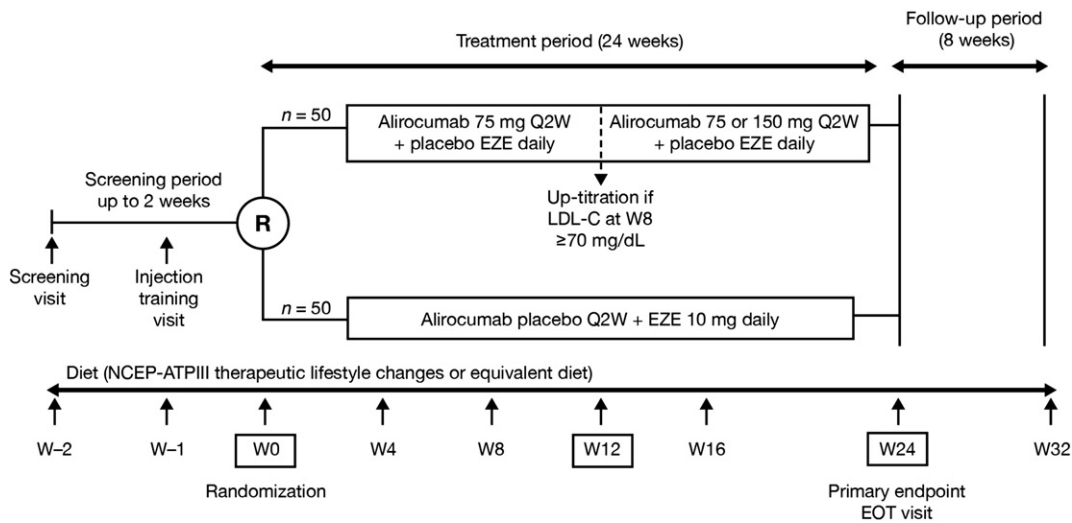 Follow-up period
(8 weeks)
Treatment period (24 weeks)
n = 50
Alirocumab 75 mg Q2W
+ placebo EZE daily
Alirocumab 75 or 150 mg Q2W
+ placebo EZE daily
Screening period
up to 2 weeks
R
Up-titration if
LDL-C at W8
≥70 mg/dL
Screening
visit
Injection
training
visit
n = 50
Alirocumab placebo Q2W + EZE 10 mg daily
Diet (NCEP-ATPIII therapeutic lifestyle changes or equivalent diet)
W–2 W–1 W0 W4 W8 W12 W16 W24 W32
Randomization
Primary endpoint
EOT visit